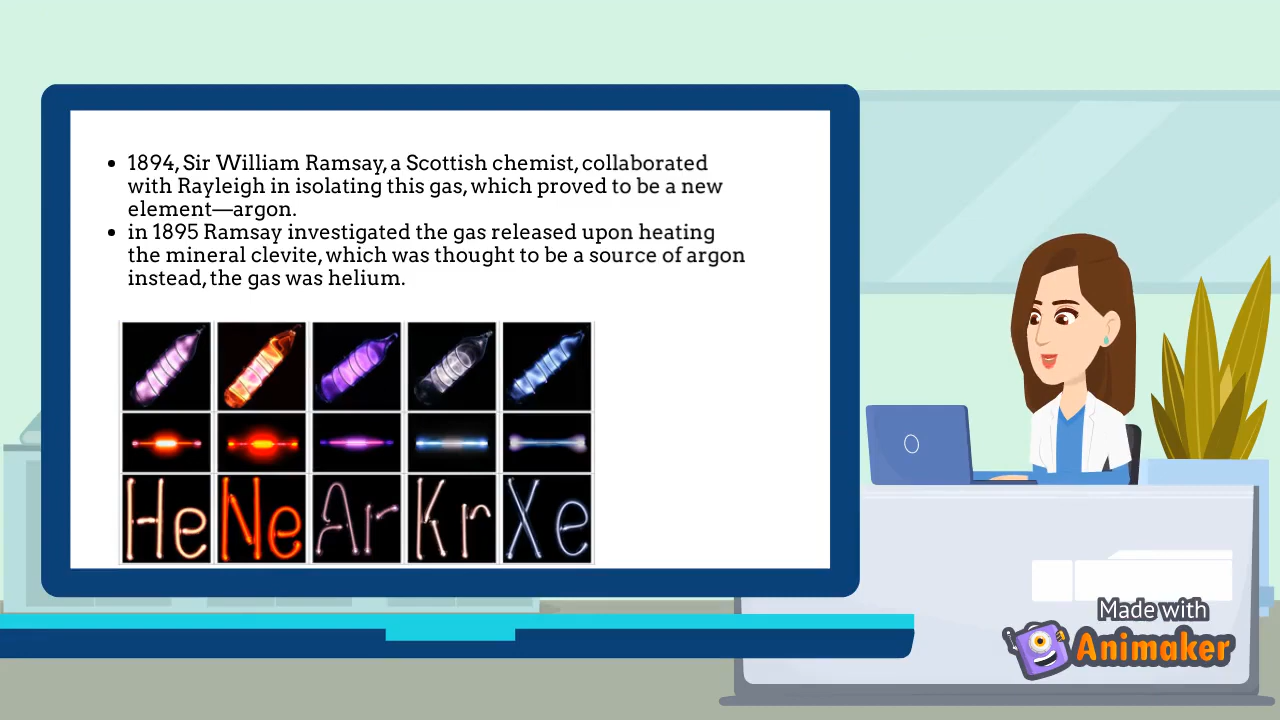 • 1894, Sir William Ramsay, a Scottish chemist, collaborated
with Rayleigh in isolating this gas, which proved to be a new
element—argon.
• in 1895 Ramsay investigated the gas released upon heating
the mineral clevite, which was thought to be a source of argon
instead, the gas was helium.
He Ne Ar Kr Xe
Made with
Animaker